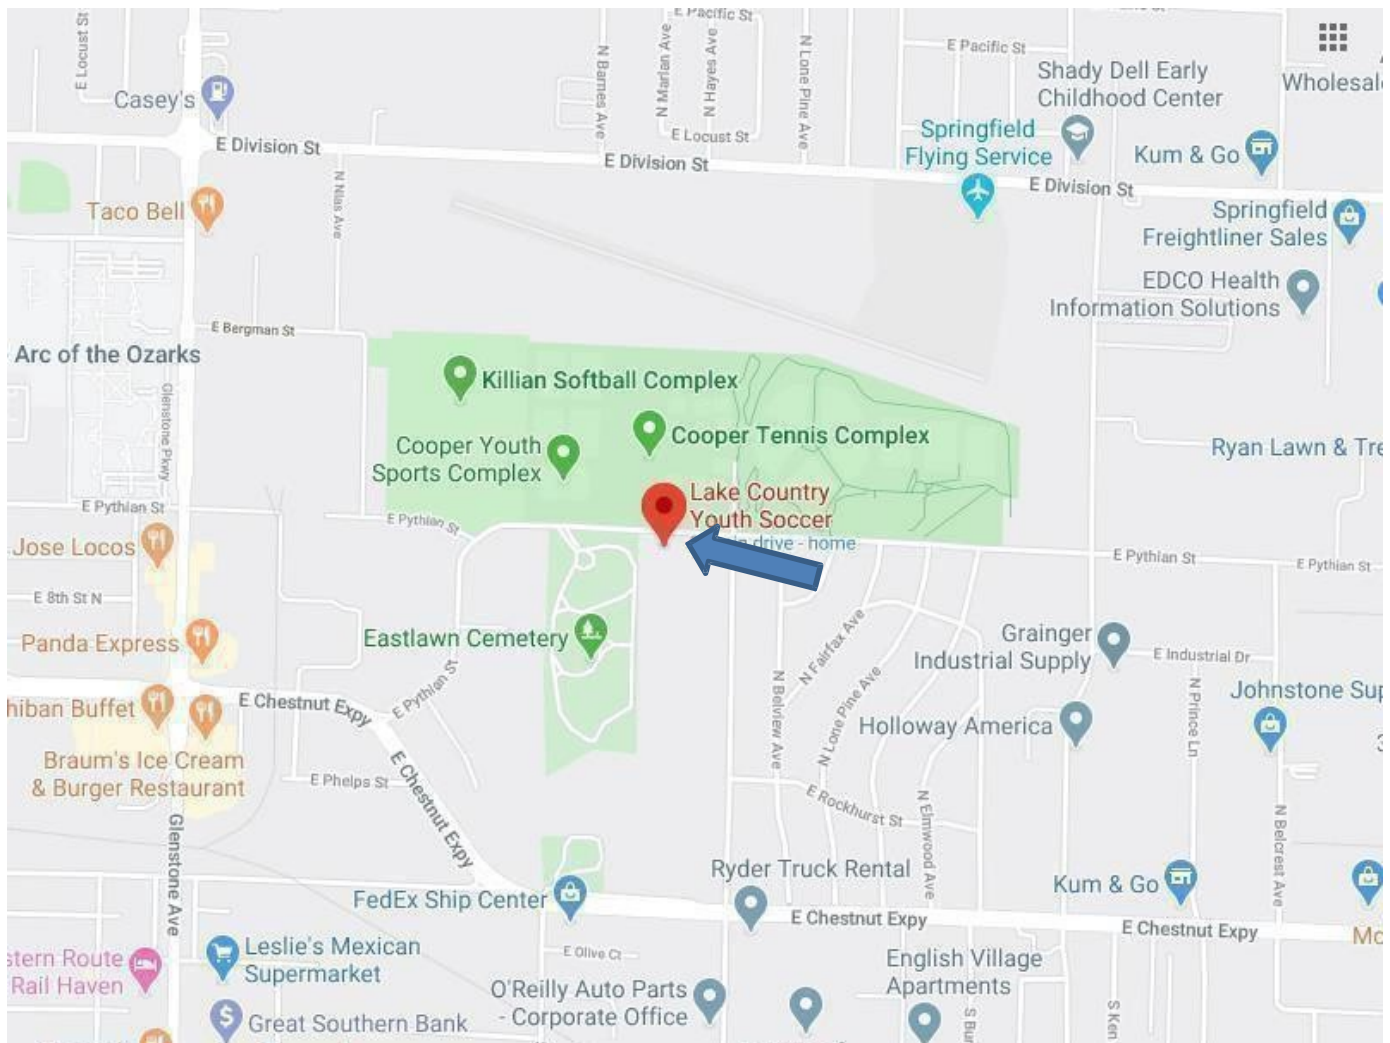 E Pacific St
E Locust St
N Barnes Ave
N Marlan Ave
N Hayes Ave
N Lone Pine Ave
E Pacific St
Shady Dell Early
Childhood Center
Wholesale
Casey's
E Division St
E Locust St
E Division St
Springfield
Flying Service
Kum & Go
E Division St
Taco Bell
N Nias Ave
Springfield
Freightliner Sales
EDCO Health
Information Solutions
E Bergman St
Arc of the Ozarks
Glenstone Pkwy
Killian Softball Complex
Cooper Youth
Sports Complex
Cooper Tennis Complex
Ryan Lawn & Tre
Lake Country
Youth Soccer
drive - home
E Pythian St
E Pythian St
E Pythian St
E Pythian St
Jose Locos
E 8th St N
Panda Express
Eastlawn Cemetery
E Pythian St
N Fairfax Ave
N Lone Pine Ave
N Belview Ave
Grainger
Industrial Supply
E Industrial Dr
N Prince Ln
Johnstone Sup
hiban Buffet
E Chestnut Expy
Holloway America
Braum's Ice Cream
& Burger Restaurant
E Phelps St
E Chestnut Expy
E Rockhurst St
N Elmwood Ave
N Belcrest Ave
Glenstone Ave
FedEx Ship Center
Ryder Truck Rental
Kum & Go
E Chestnut Expy
E Chestnut Expy
Mc
stern Route
Rail Haven
Leslie's Mexican
Supermarket
E Olive Ct
English Village
Apartments
O'Reilly Auto Parts
- Corporate Office
Great Southern Bank
S Bur
S Ken